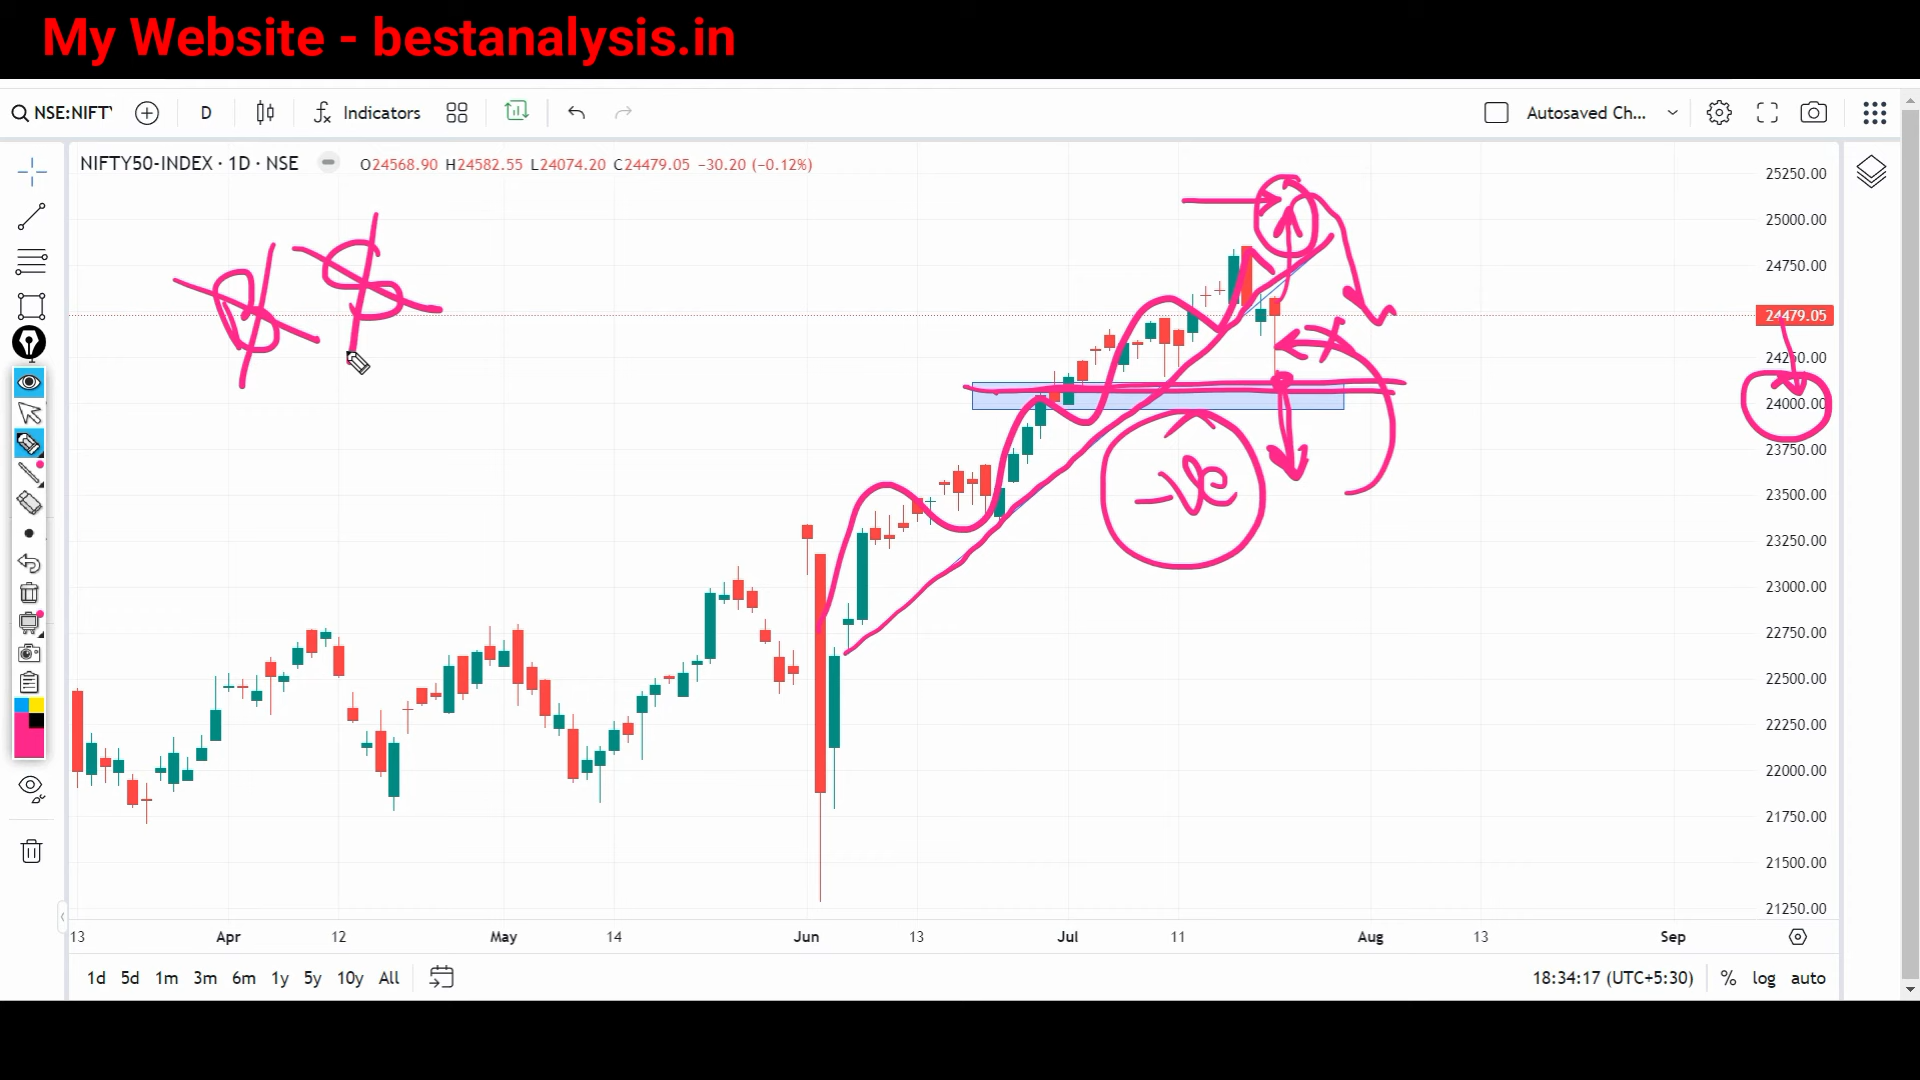 My Website - bestanalysis.in
NSE:NIFT
D
Indicators
Autosaved Ch...
NIFTY50-INDEX · 1D · NSE
O24568.90 H24582.55 L24074.20 C24479.05 −30.20 (−0.12%)
25250.00
25000.00
24750.00
24479.05
24250.00
24000.00
23750.00
-ve
23500.00
23250.00
23000.00
22750.00
22500.00
22250.00
22000.00
21750.00
21500.00
21250.00
13 Apr 12 May 14 Jun 13 Jul 11 Aug 13 Sep
1d 5d 1m 3m 6m 1y 5y 10y All
18:34:17 (UTC+5:30) % log auto